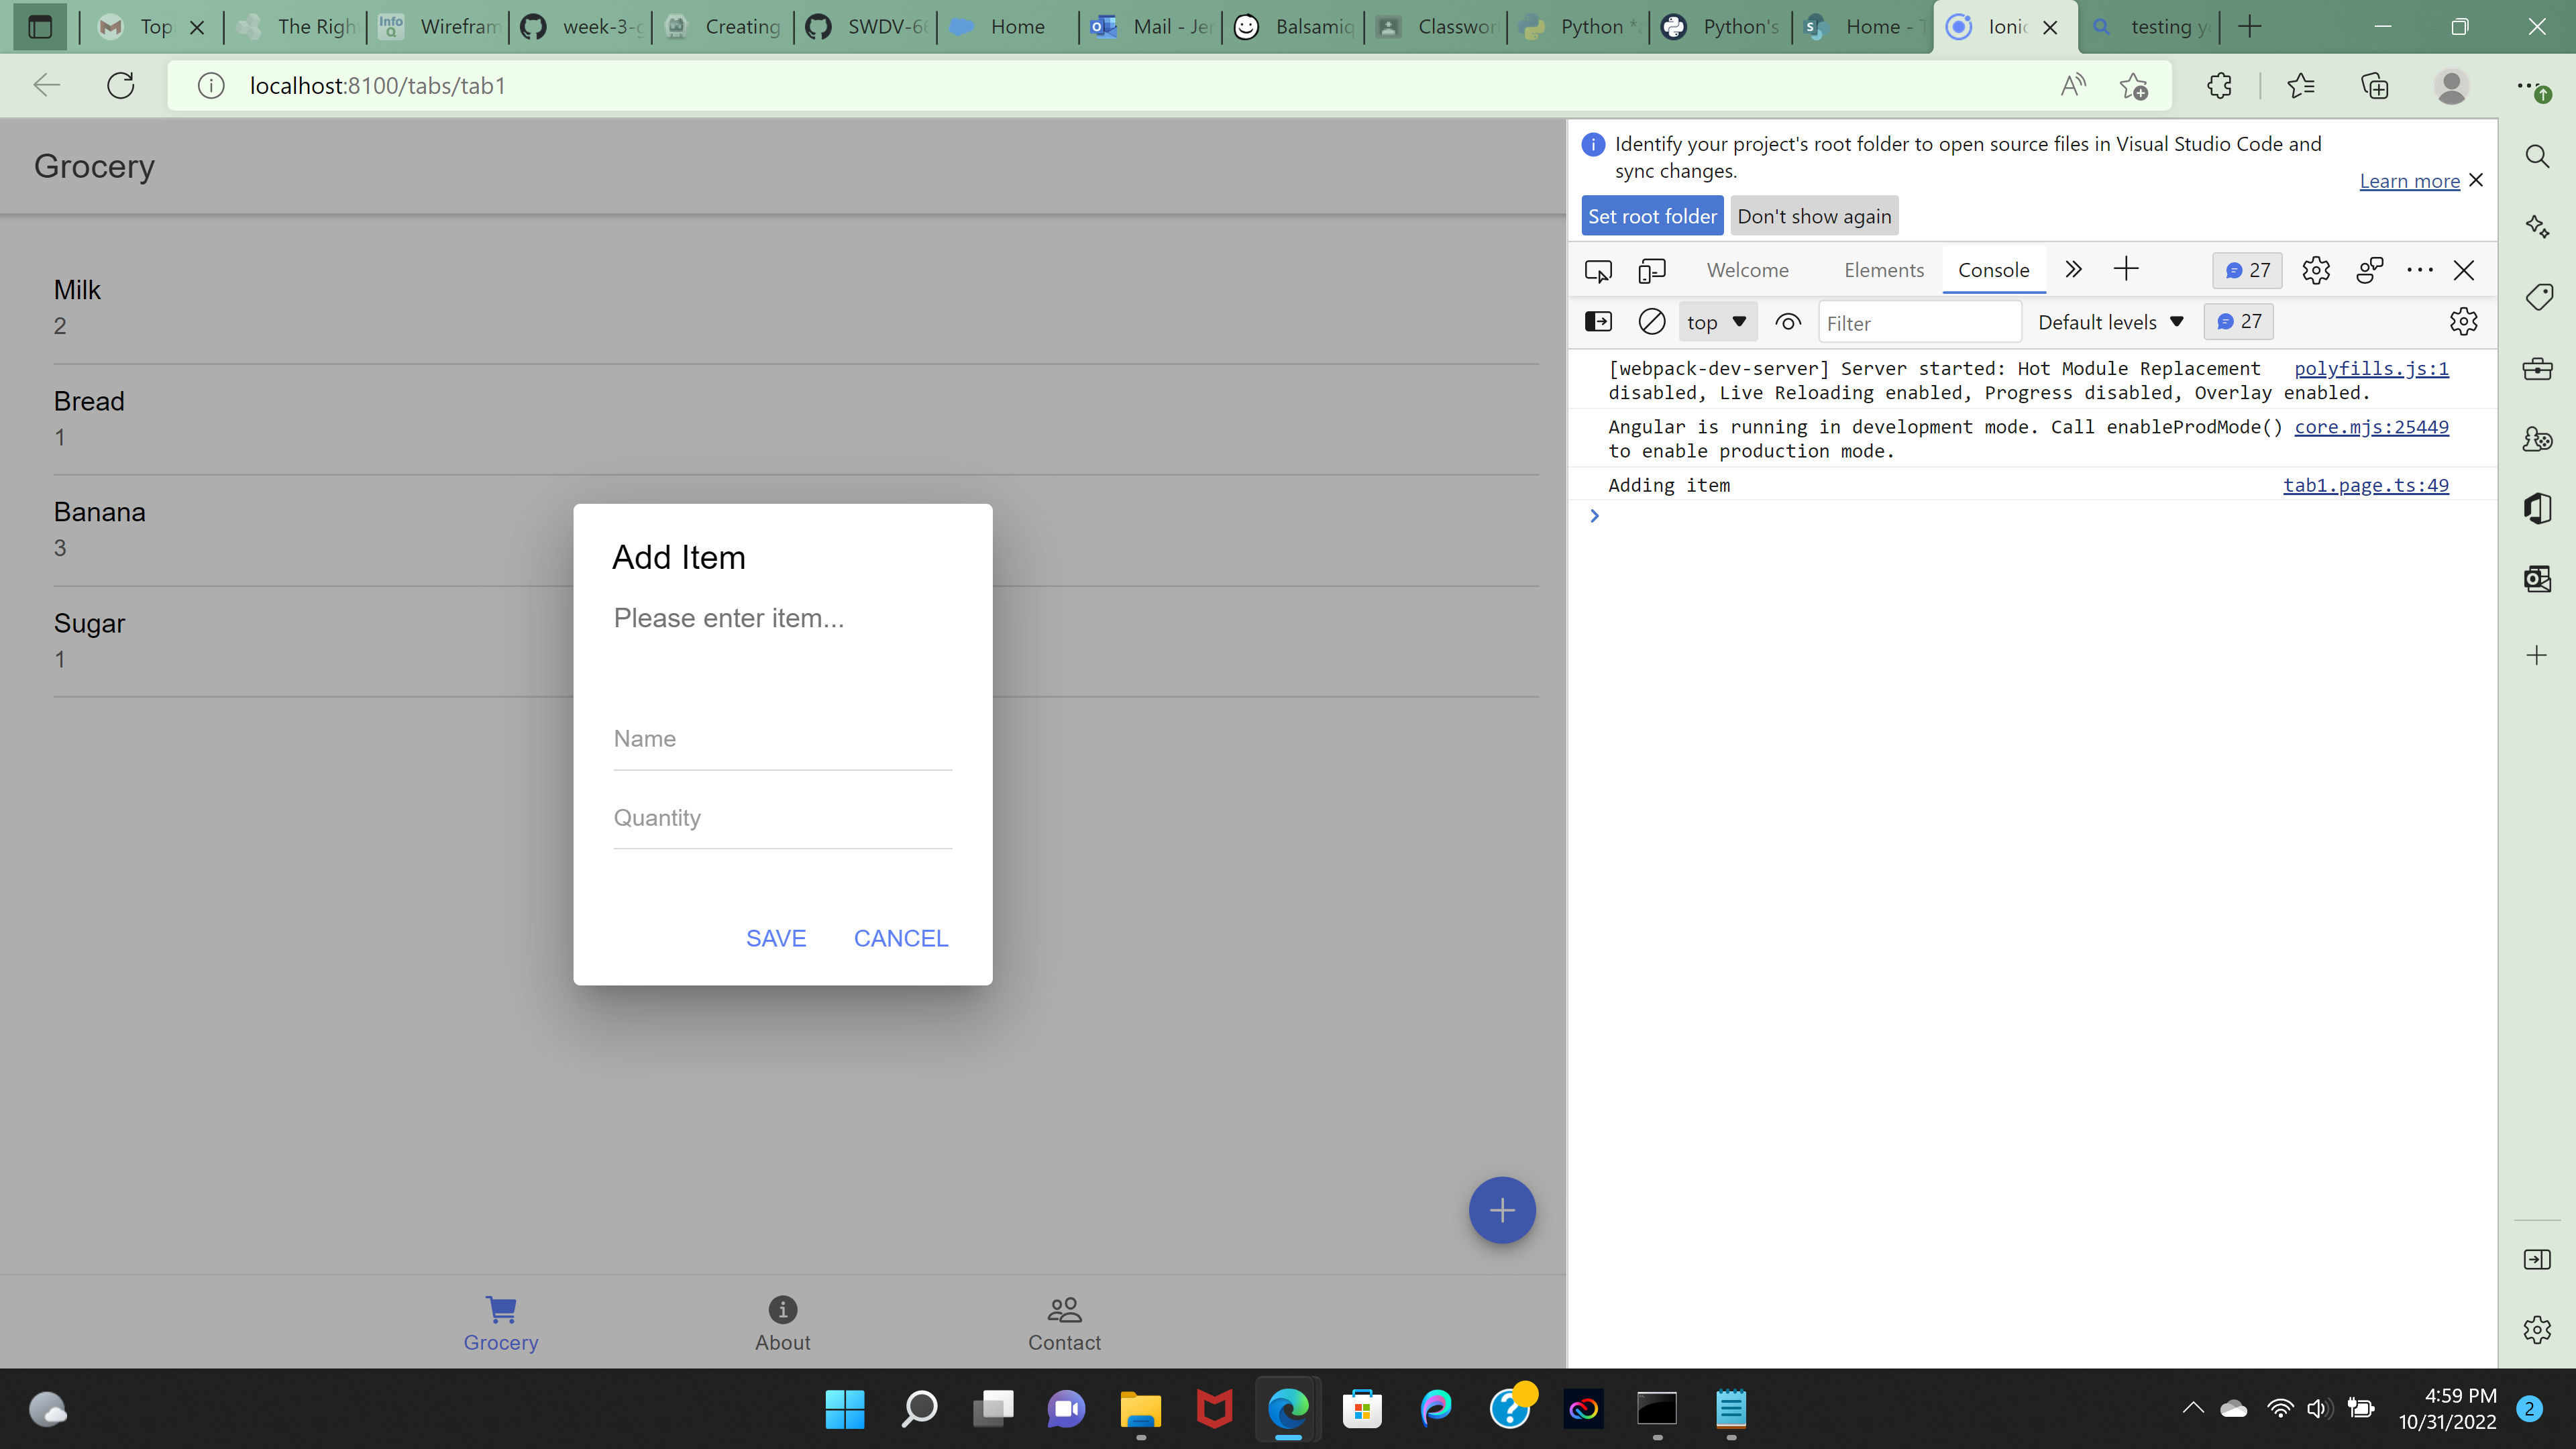 Top
The Righ
Info
Q
Wirefram
week-3-g
Creating
SWDV-66
Home
Mail - Jer
Balsamiq
Classwor
Python
Python's
Home - T
Ionic
testing yo
localhost:8100/tabs/tab1
Grocery
Milk
2
Bread
1
Banana
3
Sugar
1
Add Item
Please enter item...
Name
Quantity
SAVE CANCEL
Grocery
About
Contact
Identify your project's root folder to open source files in Visual Studio Code and
sync changes.
Learn more
Set root folder Don't show again
Welcome Elements Console 27
top Filter Default levels 27
[webpack-dev-server] Server started: Hot Module Replacement polyfills.js:1
disabled, Live Reloading enabled, Progress disabled, Overlay enabled.
Angular is running in development mode. Call enableProdMode() core.mjs:25449
to enable production mode.
Adding item tab1.page.ts:49
4:59 PM
10/31/2022
2